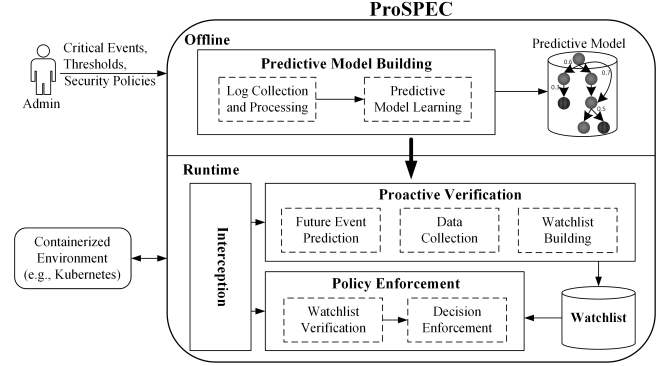 ProSPEC
Offline
Critical Events,
Thresholds,
Security Policies
Admin
Predictive Model Building
Log Collection
and Processing
Predictive
Model Learning
Predictive Model
0.6
0.7
0.3
0.5
Runtime
Interception
Proactive Verification
Future Event
Prediction
Data
Collection
Watchlist
Building
Containerized
Environment
(e.g., Kubernetes)
Policy Enforcement
Watchlist
Verification
Decision
Enforcement
Watchlist